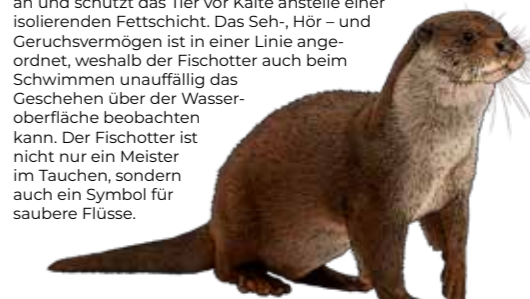 an und schützt das Tier vor Kälte anstelle einer
isolierenden Fettschicht. Das Seh-, Hör – und
Geruchsvermögen ist in einer Linie ange-
ordnet, weshalb der Fischotter auch beim
Schwimmen unauffällig das
Geschehen über der Wasser-
oberfläche beobachten
kann. Der Fischotter ist
nicht nur ein Meister
im Tauchen, sondern
auch ein Symbol für
saubere Flüsse.